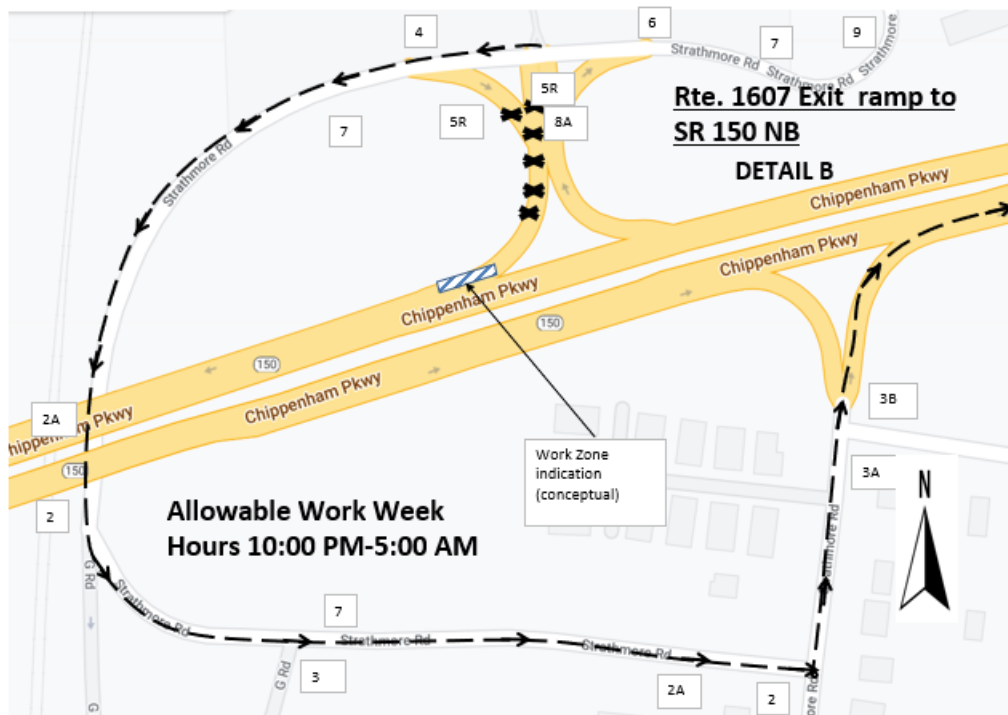 4
6
7
9
Strathmore Rd
Strathmore Rd
Strathmore
5R
5R
8A
7
Rte. 1607 Exit ramp to
SR 150 NB
DETAIL B
Strathmore Rd
Chippenham Pkwy
Chippenham Pkwy
Chippenham Pkwy
150
150
Chippenham Pkwy
2A
Chippenham Pkwy
150
2
3B
3A
Work Zone
indication
(conceptual)
N
Allowable Work Week
Hours 10:00 PM-5:00 AM
G Rd
Strathmore Rd
7
Strathmore Rd
Strathmore Rd
Strathmore Rd
3
G Rd
2A
2
G